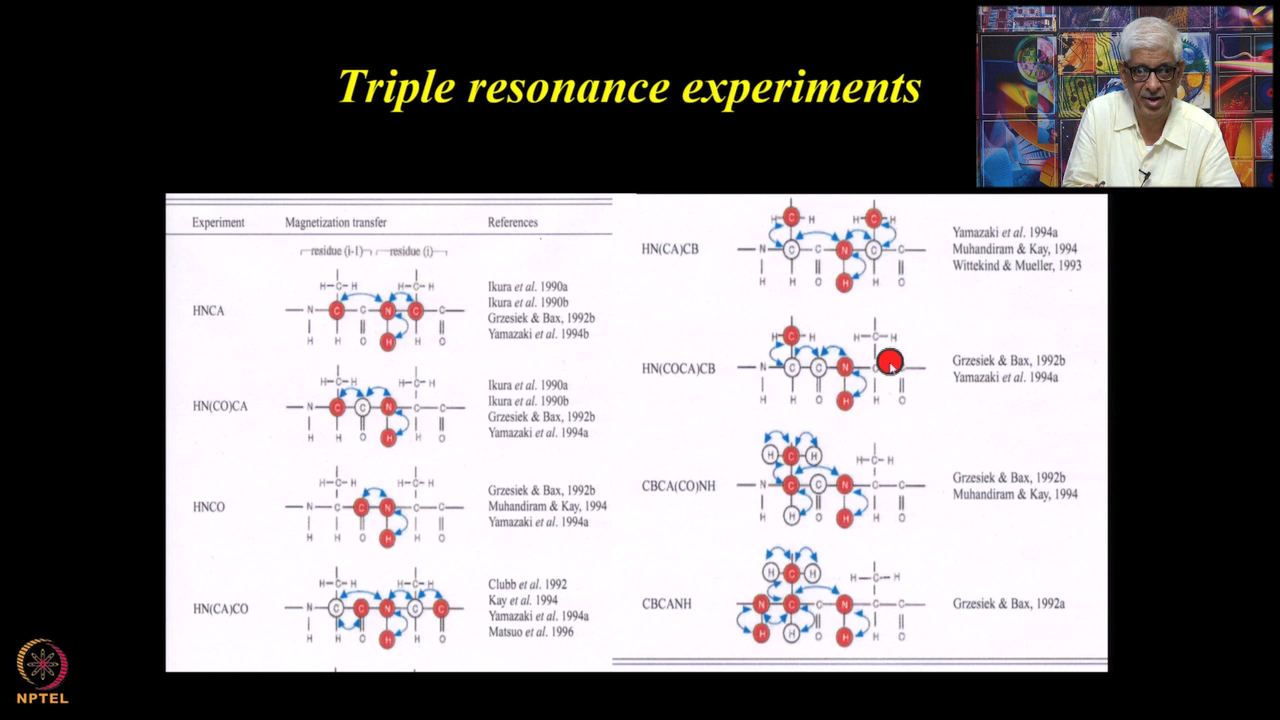 Triple resonance experiments
Experiment Magnetization transfer References
residue (i-1) residue (i)
H-C-H H-C-H
HNCA
N C C N C C
H H O H H O
Ikura et al. 1990a
Ikura et al. 1990b
Grzesiek & Bax, 1992b
Yamazaki et al. 1994b
H-C-H H-C-H
HN(CO)CA
N C C N C C
H H O H H O
Ikura et al. 1990a
Ikura et al. 1990b
Grzesiek & Bax, 1992b
Yamazaki et al. 1994a
H-C-H H-C-H
HNCO
N C C N C C
H H O H H O
Grzesiek & Bax, 1992b
Muhandiram & Kay, 1994
Yamazaki et al. 1994a
H-C-H H-C-H
HN(CA)CO
N C C N C C
H H O H H O
Clubb et al. 1992
Kay et al. 1994
Yamazaki et al. 1994a
Matsuo et al. 1996
H C H C H
HN(CA)CB
N C C N C C
H H O H H O
Yamazaki et al. 1994a
Muhandiram & Kay, 1994
Wittekind & Mueller, 1993
H C H H-C-H
HN(COCA)CB
N C C N C
H H O H H O
Grzesiek & Bax, 1992b
Yamazaki et al. 1994a
H C H H-C-H
CBCA(CO)NH
N C C N C C
H H O H H O
Grzesiek & Bax, 1992b
Muhandiram & Kay, 1994
H C H H-C-H
CBCANH
N C C N C C
H H O H H O
Grzesiek & Bax, 1992a
NPTEL